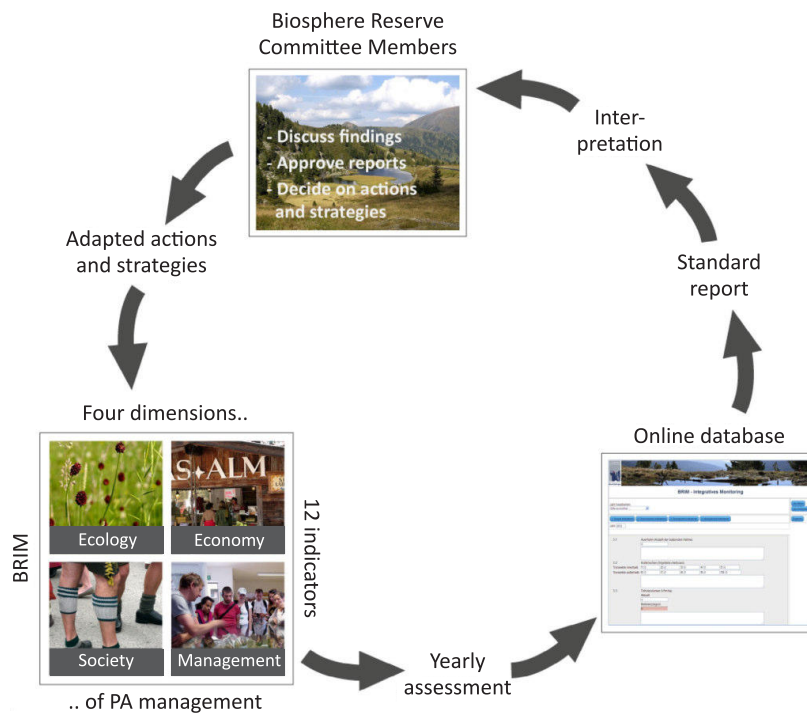 Biosphere Reserve
Committee Members
- Discuss findings
- Approve reports
- Decide on actions
and strategies
Inter-
pretation
Adapted actions
and strategies
Standard
report
Four dimensions..
Online database
BRIM
S★ALM
Ecology
Economy
Society
Management
12 indicators
.. of PA management
Yearly
assessment
BRIM - Integratives Monitoring